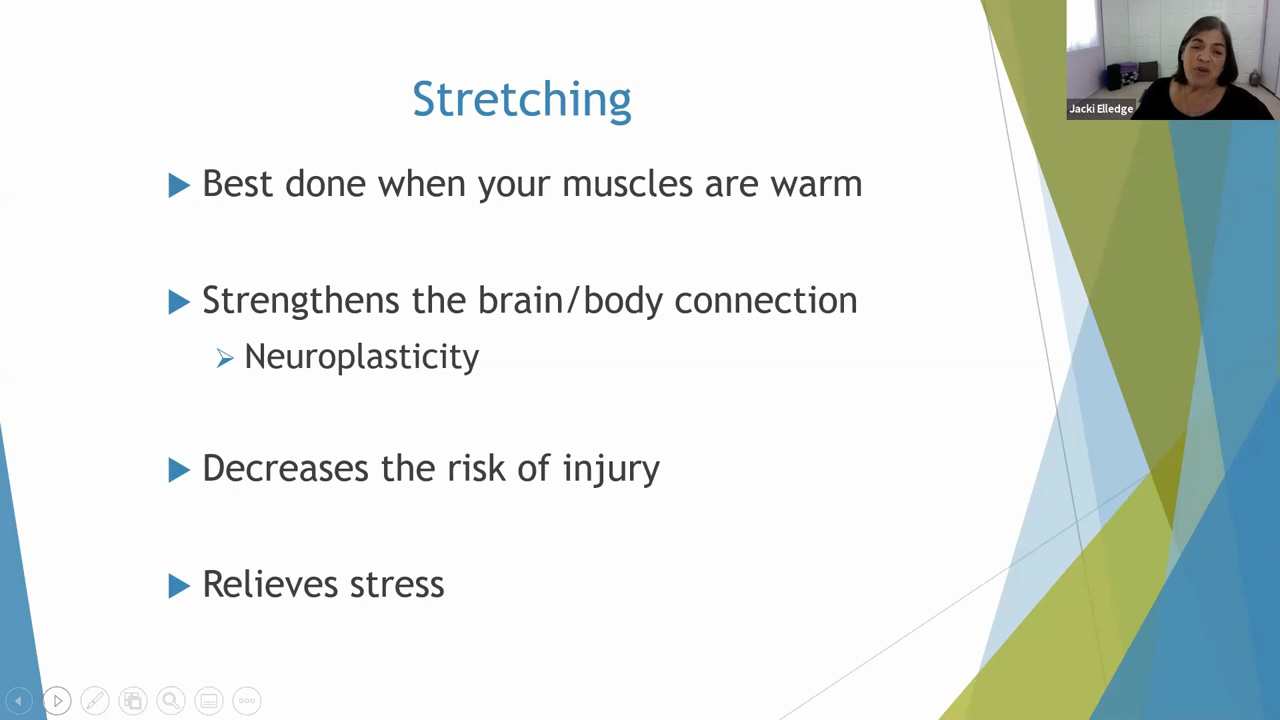 Stretching
Best done when your muscles are warm
Strengthens the brain/body connection
Neuroplasticity
Decreases the risk of injury
Relieves stress
Jacki Elledge